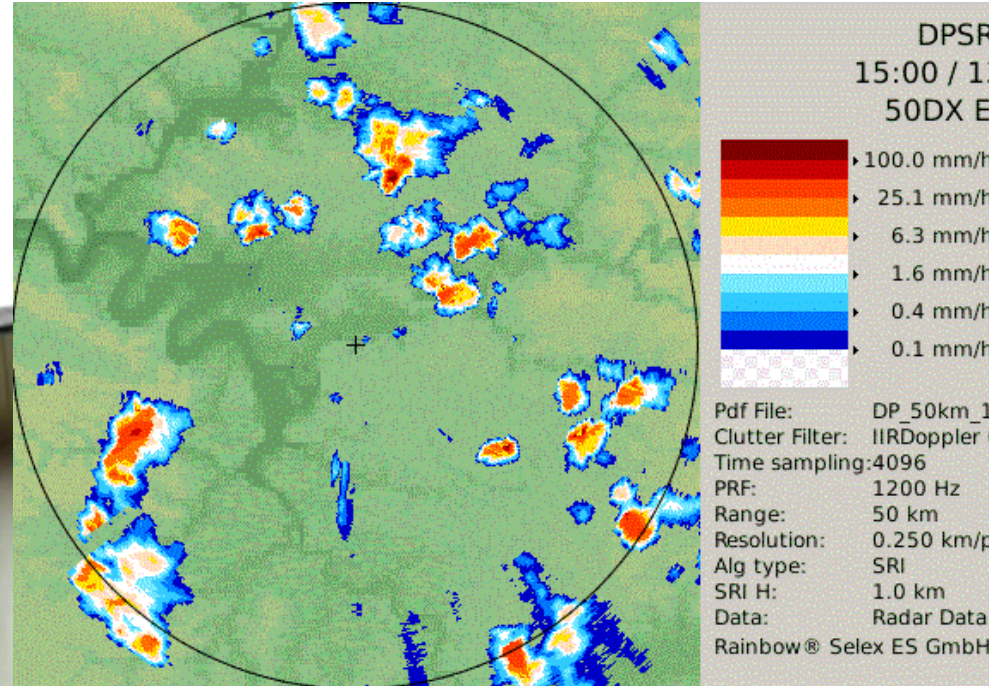 DPSR
15:00 / 1
50DX E
100.0 mm/h
25.1 mm/h
6.3 mm/h
1.6 mm/h
0.4 mm/h
0.1 mm/h
Pdf File: DP_50km_1
Clutter Filter: IIRDoppler
Time sampling:4096
PRF: 1200 Hz
Range: 50 km
Resolution: 0.250 km/p
Alg type: SRI
SRI H: 1.0 km
Data: Radar Data
Rainbow® Selex ES GmbH